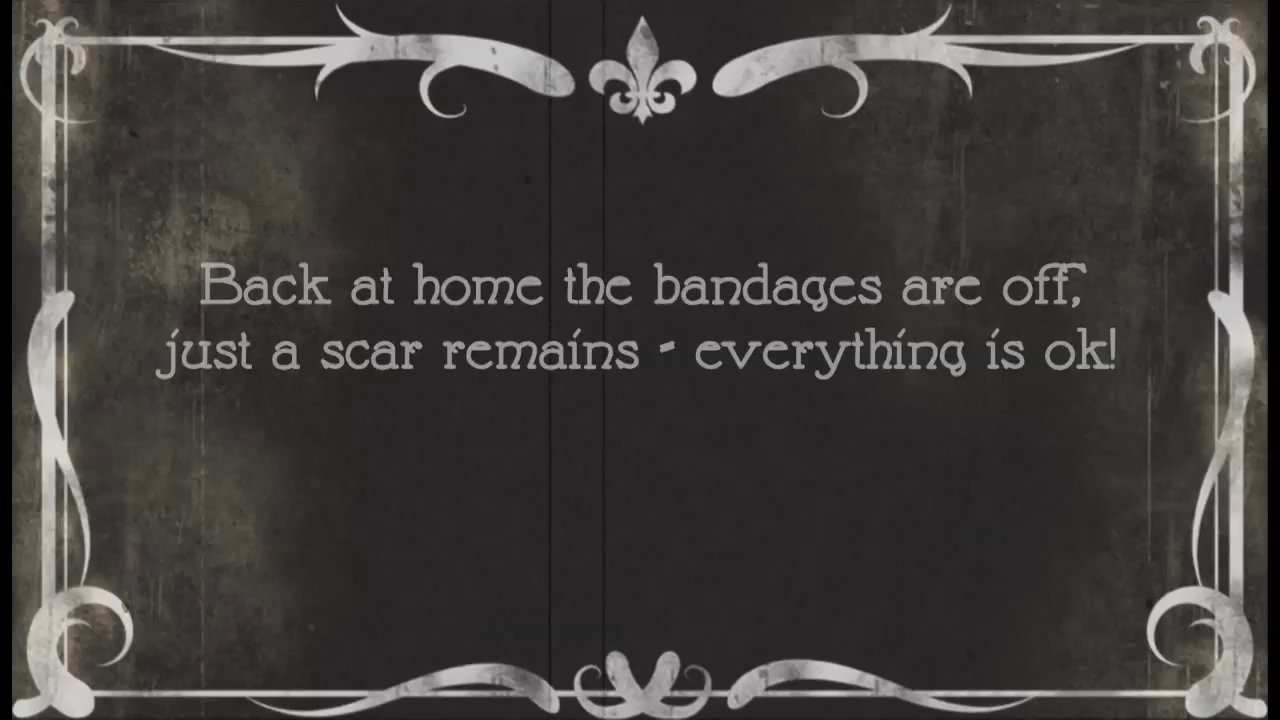 Back at home the bandages are off,
just a scar remains - everything is ok!